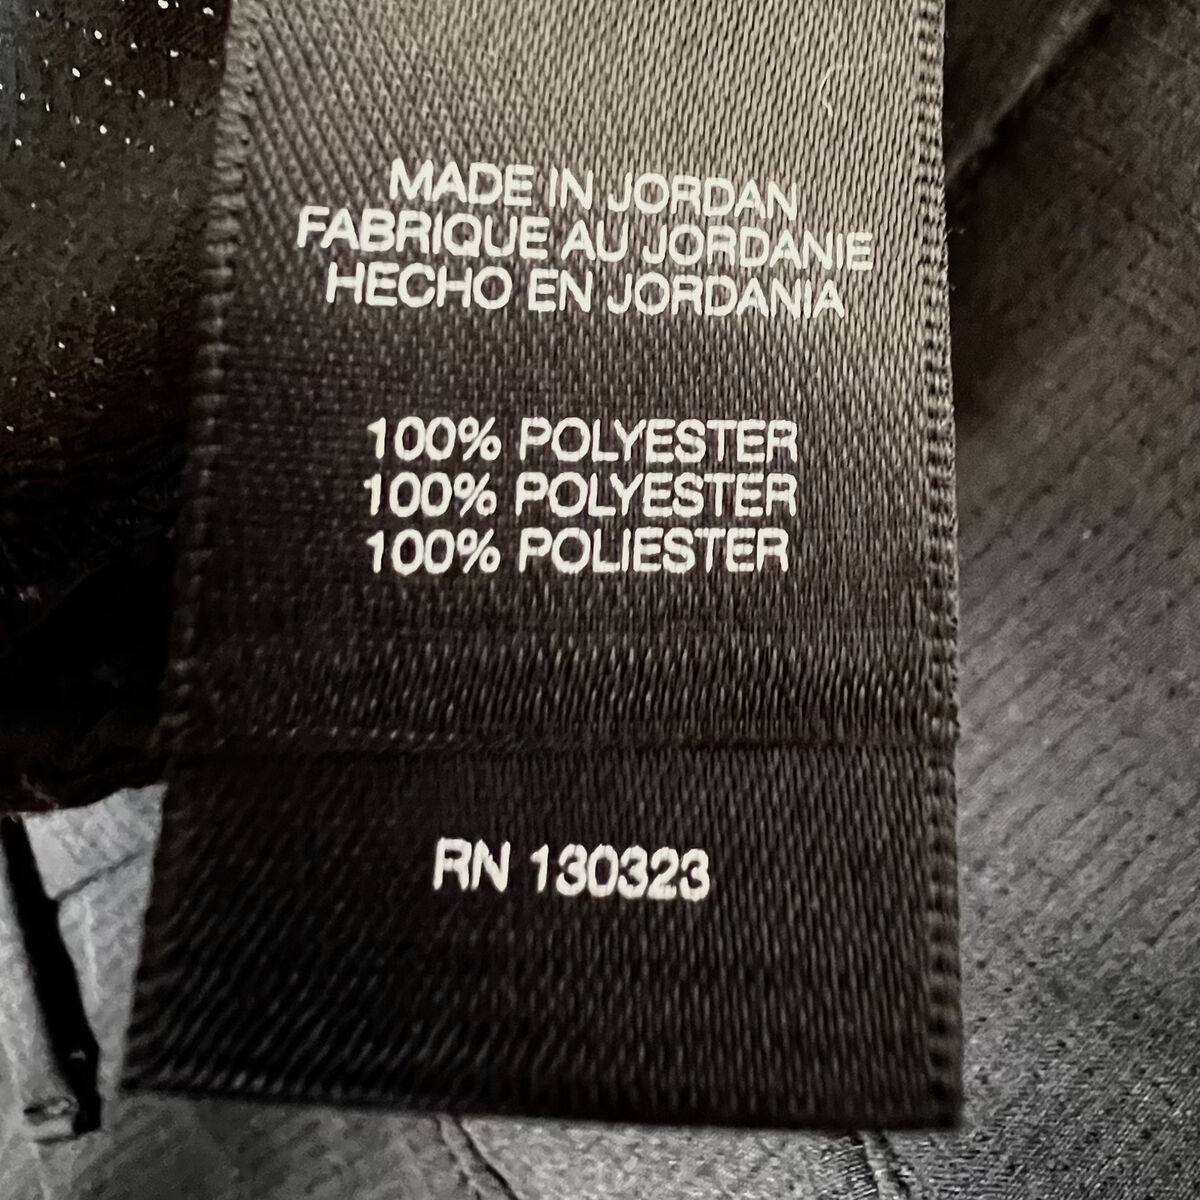 MADE IN JORDAN
FABRIQUE AU JORDANIE
HECHO EN JORDANIA
100% POLYESTER
100% POLYESTER
100% POLIESTER
RN 130323